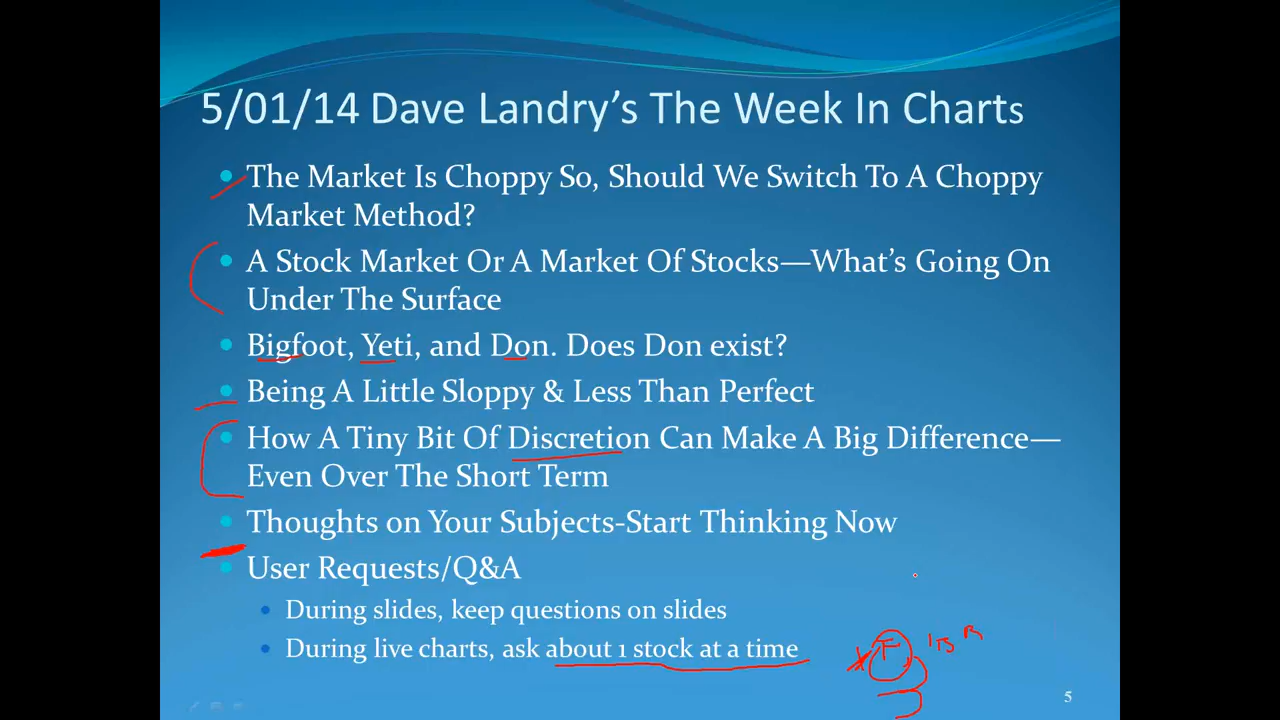 5/01/14 Dave Landry's The Week In Charts
The Market Is Choppy So, Should We Switch To A Choppy
Market Method?
A Stock Market Or A Market Of Stocks—What's Going On
Under The Surface
Bigfoot, Yeti, and Don. Does Don exist?
Being A Little Sloppy & Less Than Perfect
How A Tiny Bit Of Discretion Can Make A Big Difference—
Even Over The Short Term
Thoughts on Your Subjects-Start Thinking Now
User Requests/Q&A
During slides, keep questions on slides
During live charts, ask about 1 stock at a time
5